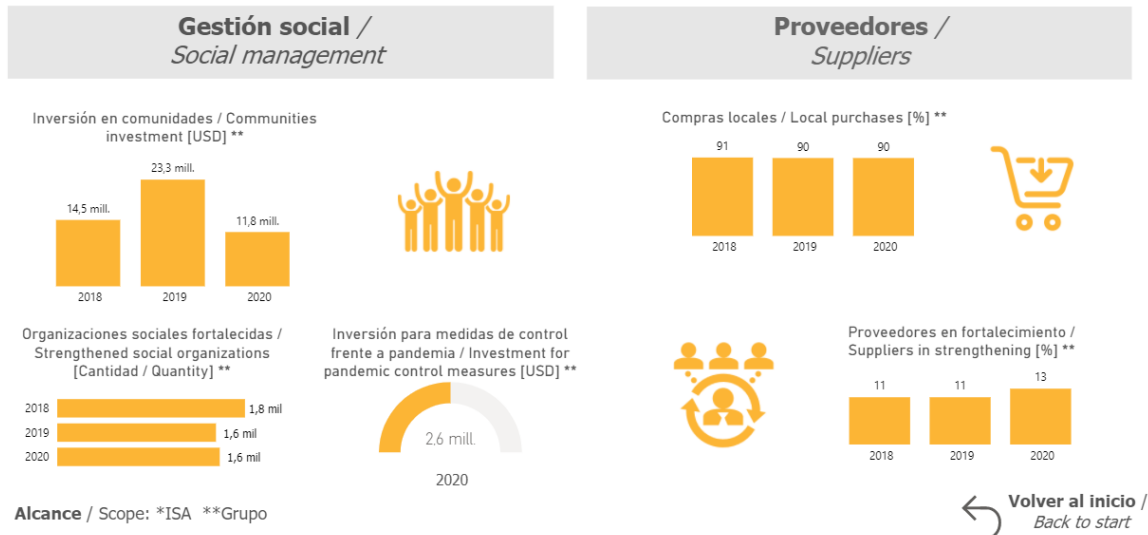 Gestión social /
Social management
Inversión en comunidades / Communities
investment [USD] **
14,5 mill.
23,3 mill.
11,8 mill.
2018
2019
2020
Organizaciones sociales fortalecidas /
Strengthened social organizations
[Cantidad / Quantity] **
2018
1,8 mil
2019
1,6 mil
2020
1,6 mil
Inversión para medidas de control
frente a pandemia / Investment for
pandemic control measures [USD] **
2,6 mill.
2020
Alcance / Scope: *ISA **Grupo
Proveedores /
Suppliers
Compras locales / Local purchases [%] **
91
90
90
2018
2019
2020
Proveedores en fortalecimiento /
Suppliers in strengthening [%] **
11
11
13
2018
2019
2020
Volver al inicio /
Back to start